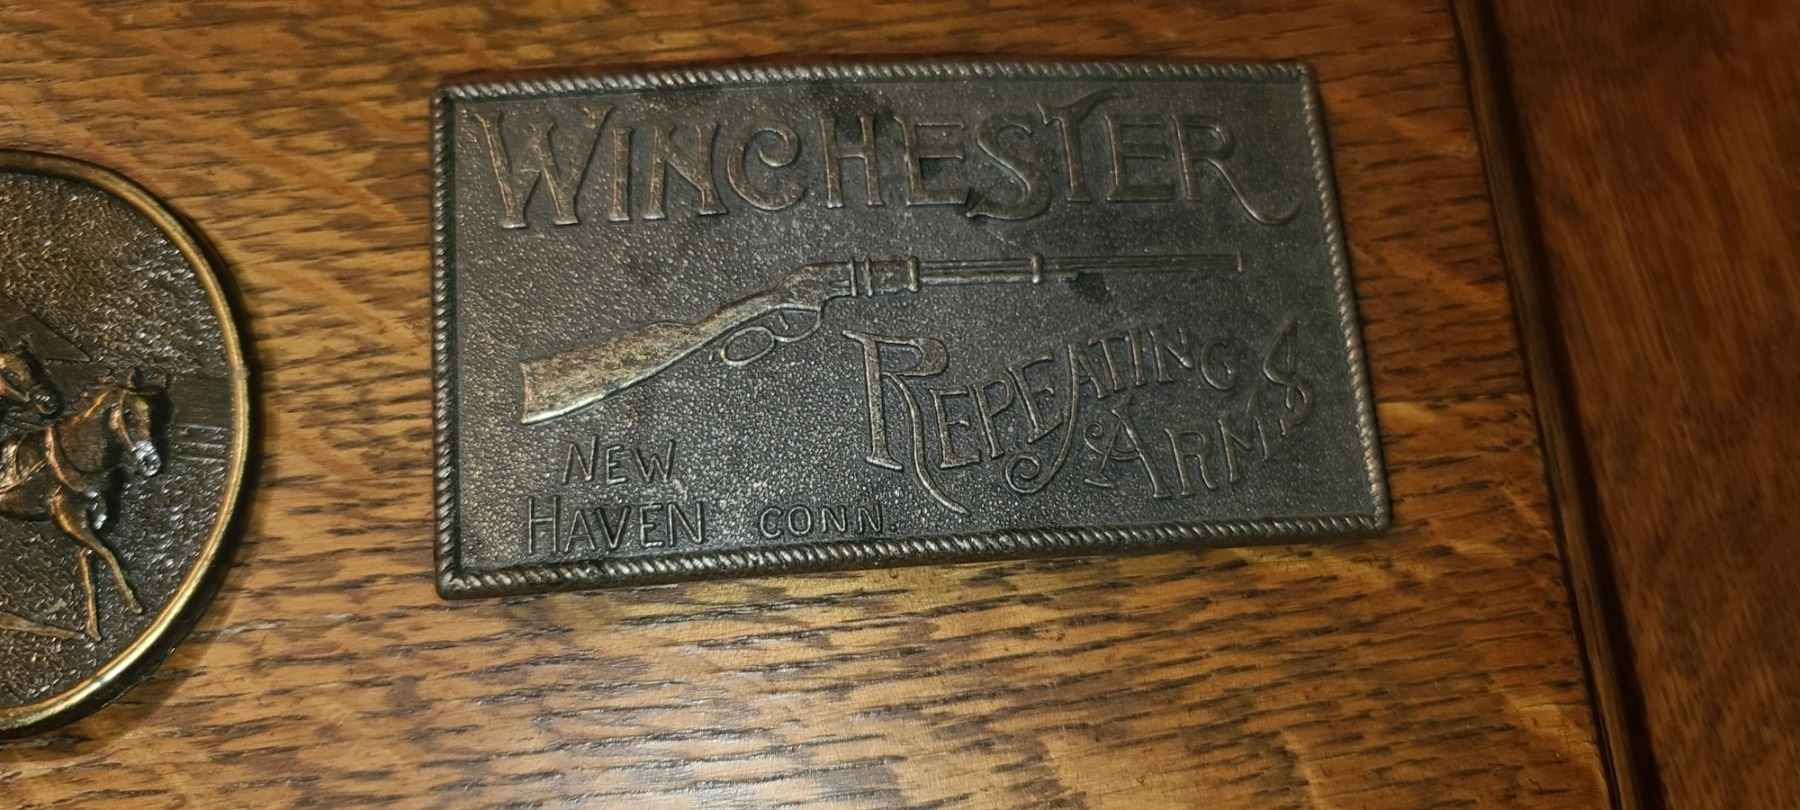 WINCHESTER
REPEATING
ARMS
NEW
HAVEN CONN.